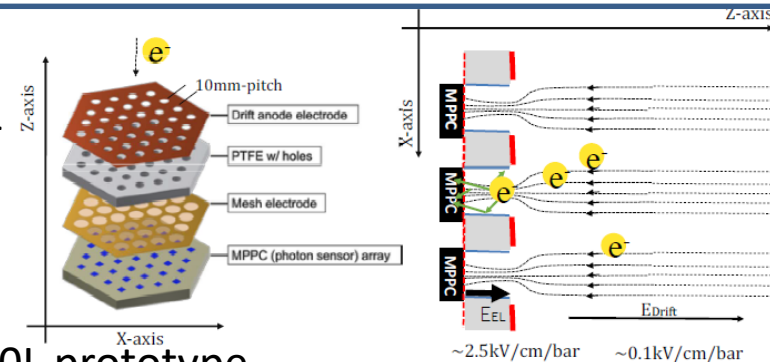 Z-axis
e-
10mm-pitch
Drift anode electrode
PTFE w/ holes
Mesh electrode
MPPC (photon sensor) array
X-axis
Z-axis
X-axis
MPPC
MPPC
MPPC
e-
e-
e-
e-
EEL
EDrift
~2.5kV/cm/bar ~0.1kV/cm/bar
0L prototype